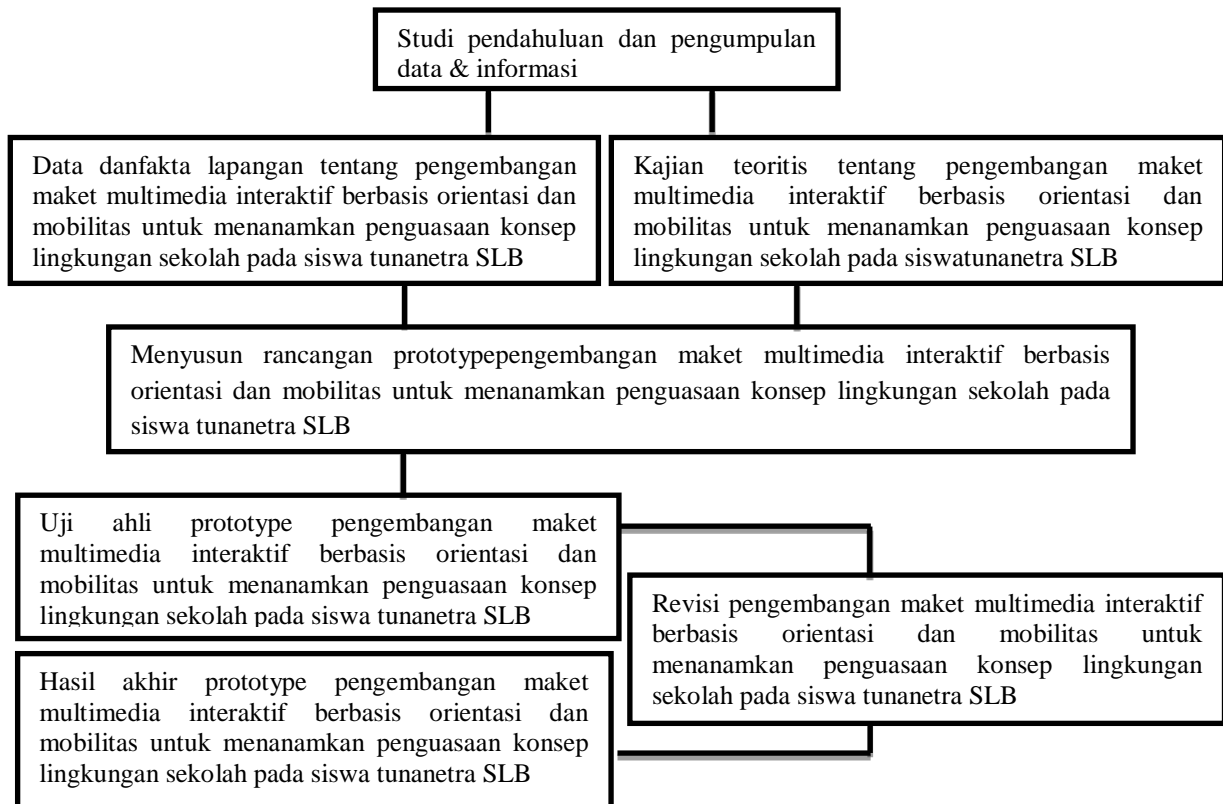 Studi pendahuluan dan pengumpulan
data & informasi
Data danfakta lapangan tentang pengembangan
maket multimedia interaktif berbasis orientasi dan
mobilitas untuk menanamkan penguasaan konsep
lingkungan sekolah pada siswa tunanetra SLB
Kajian teoritis tentang pengembangan maket
multimedia interaktif berbasis orientasi dan
mobilitas untuk menanamkan penguasaan konsep
lingkungan sekolah pada siswatunanetra SLB
Menyusun rancangan prototypepengembangan maket multimedia interaktif berbasis
orientasi dan mobilitas untuk menanamkan penguasaan konsep lingkungan sekolah pada
siswa tunanetra SLB
Uji ahli prototype pengembangan maket
multimedia interaktif berbasis orientasi dan
mobilitas untuk menanamkan penguasaan konsep
lingkungan sekolah pada siswa tunanetra SLB
Revisi pengembangan maket multimedia interaktif
berbasis orientasi dan mobilitas untuk
menanamkan penguasaan konsep lingkungan
sekolah pada siswa tunanetra SLB
Hasil akhir prototype pengembangan maket
multimedia interaktif berbasis orientasi dan
mobilitas untuk menanamkan penguasaan konsep
lingkungan sekolah pada siswa tunanetra SLB